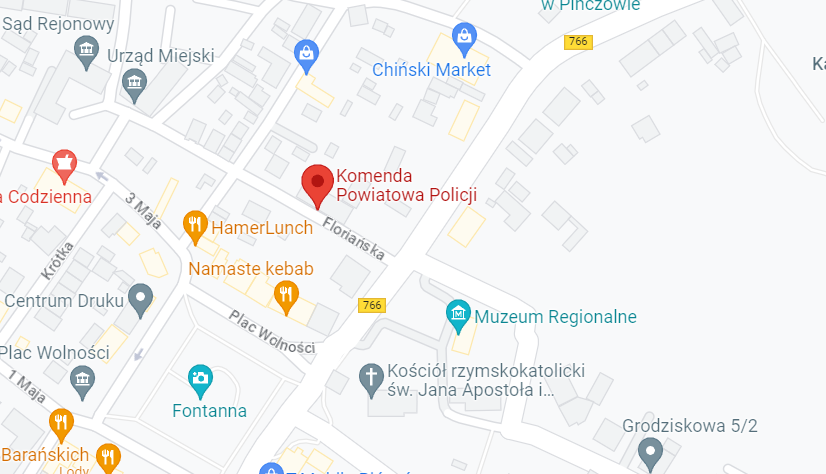 w Pińczowie
Sąd Rejonowy
766
Urząd Miejski
Chiński Market
Komenda
Powiatowa Policji
Codzienna
3 Maja
HamerLunch
Floriańska
Krótka
Namaste kebab
Centrum Druku
766
Muzeum Regionalne
Plac Wolności
Plac Wolności
Kościół rzymskokatolicki
św. Jana Apostoła i...
1 Maja
Fontanna
Grodziskowa 5/2
Barańskich
Lody